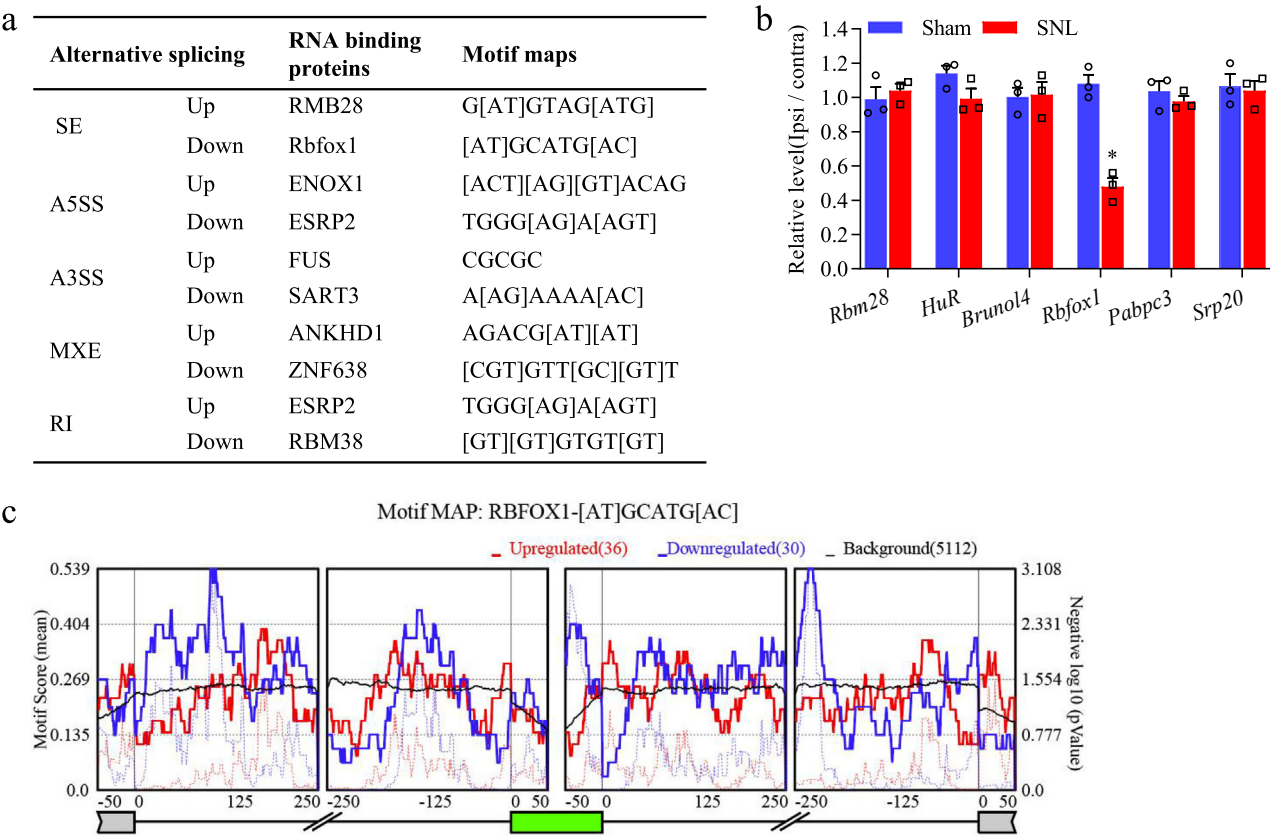 a
Alternative splicing RNA binding proteins Motif maps
SE Up RMB28 G[AT]GTAG[ATG]
Down Rbfox1 [AT]GCATG[AC]
A5SS Up ENOX1 [ACT][AG][GT]ACAG
Down ESRP2 TGGG[AG]A[AGT]
A3SS Up FUS CGCGC
Down SART3 A[AG]AAAA[AC]
MXE Up ANKHD1 AGACG[AT][AT]
Down ZNF638 [CGT]GTT[GC][GT]T
RI Up ESRP2 TGGG[AG]A[AGT]
Down RBM38 [GT][GT]GTGT[GT]
b
Sham SNL
Relative level(Ipsi / contra)
1.4
1.2
1.0
0.8
0.6
0.4
0.2
0.0
*
Rbm28 HuR Brunol4 Rbfox1 Pabpc3 Srp20
c
Motif MAP: RBFOX1-[AT]GCATG[AC]
Upregulated(36) Downregulated(30) Background(5112)
Motif Score (mean)
0.539
0.404
0.269
0.135
0.0
3.108
2.331
1.554
0.777
0.0
Negative log10 (pValue)
-50 0 125 250 -250 -125 0 50 -50 0 125 250 -250 -125 0 50